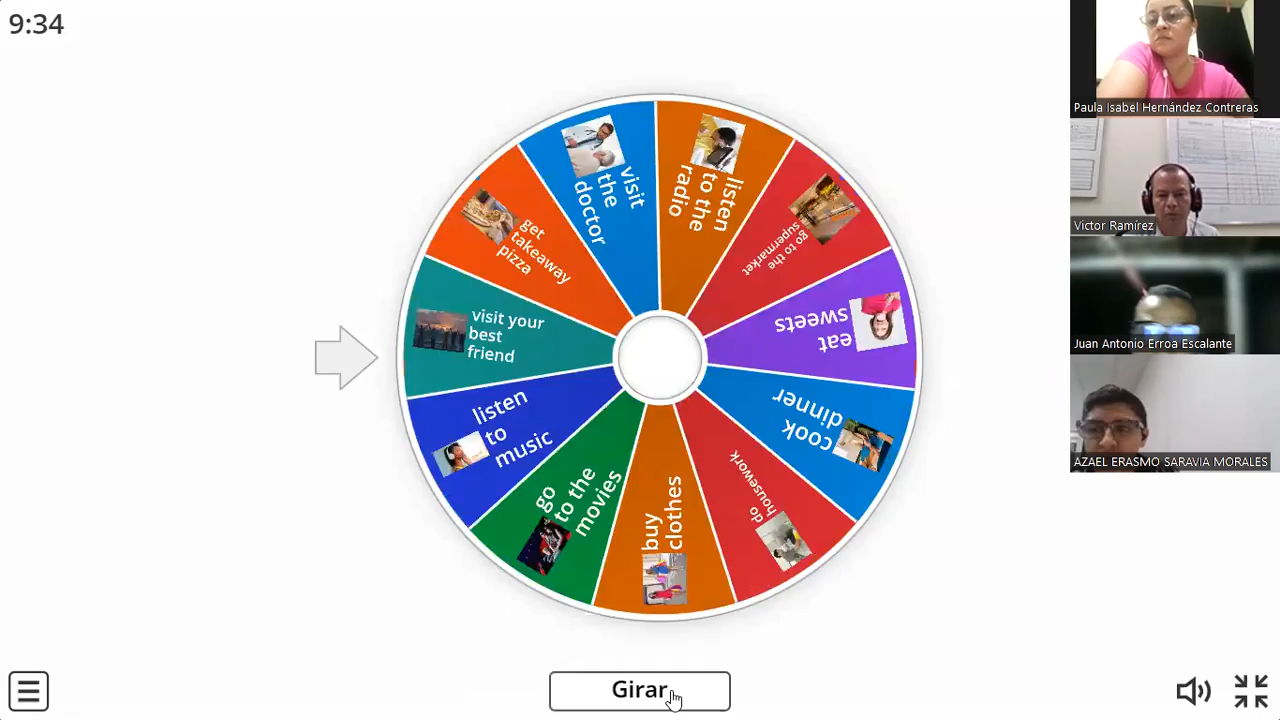 9:34
visit
the
doctor
listen
to the
radio
go to the
supermarket
eat
sweets
cook
dinner
do
housework
buy
clothes
go
to the
movies
listen
to
music
visit your
best
friend
get
takeaway
pizza
Girar
Paula Isabel Hernández Contreras
Victor Ramírez
Juan Antonio Erroa Escalante
AZAEL ERASMO SARAVIA MORALES